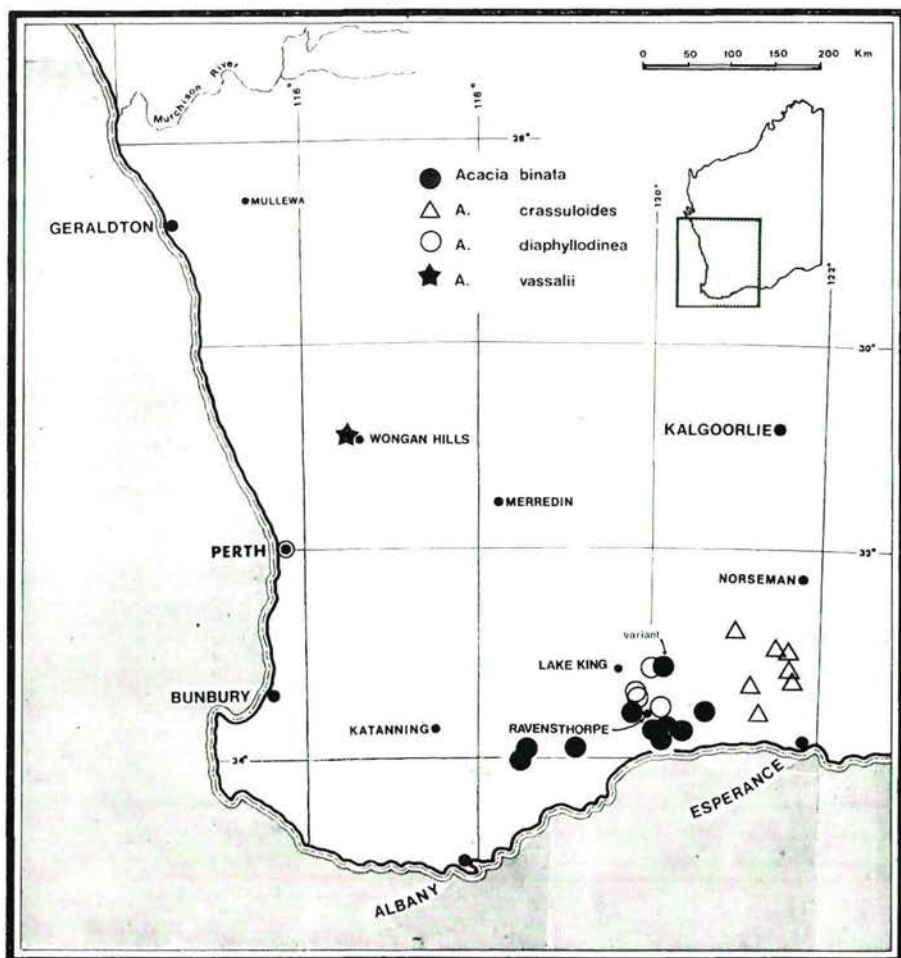 0 50 100 150 200 Km
Murchison River
116°
118°
28°
120°
122°
Acacia binata
A. crassuloides
A. diaphyllodinea
A. vassalii
MULLEWA
GERALDTON
30°
WONGAN HILLS
KALGOORLIE
MERREDIN
PERTH
32°
NORSEMAN
variant
LAKE KING
BUNBURY
KATANNING
RAVENSTHORPE
34°
ESPERANCE
ALBANY